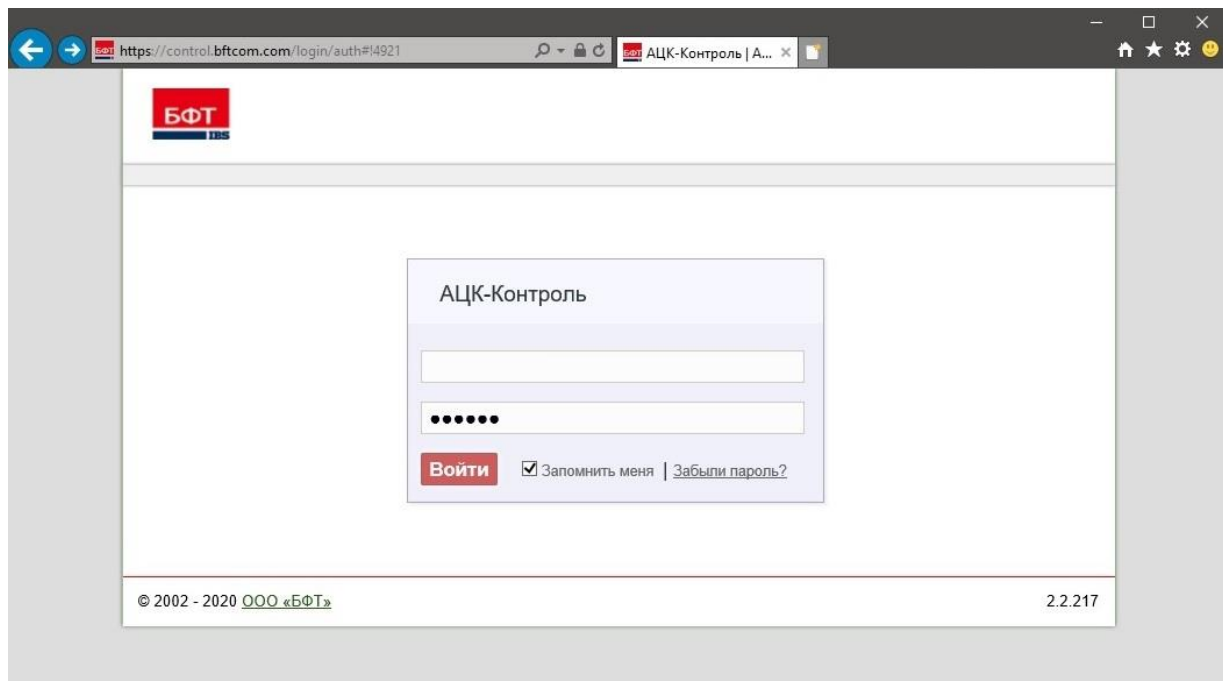 https://control.bftcom.com/login/auth#!4921
АЦК-Контроль | А...
БФТ
IBS
АЦК-Контроль
••••••
Войти
Запомнить меня | Забыли пароль?
© 2002 - 2020 ООО «БФТ»
2.2.217